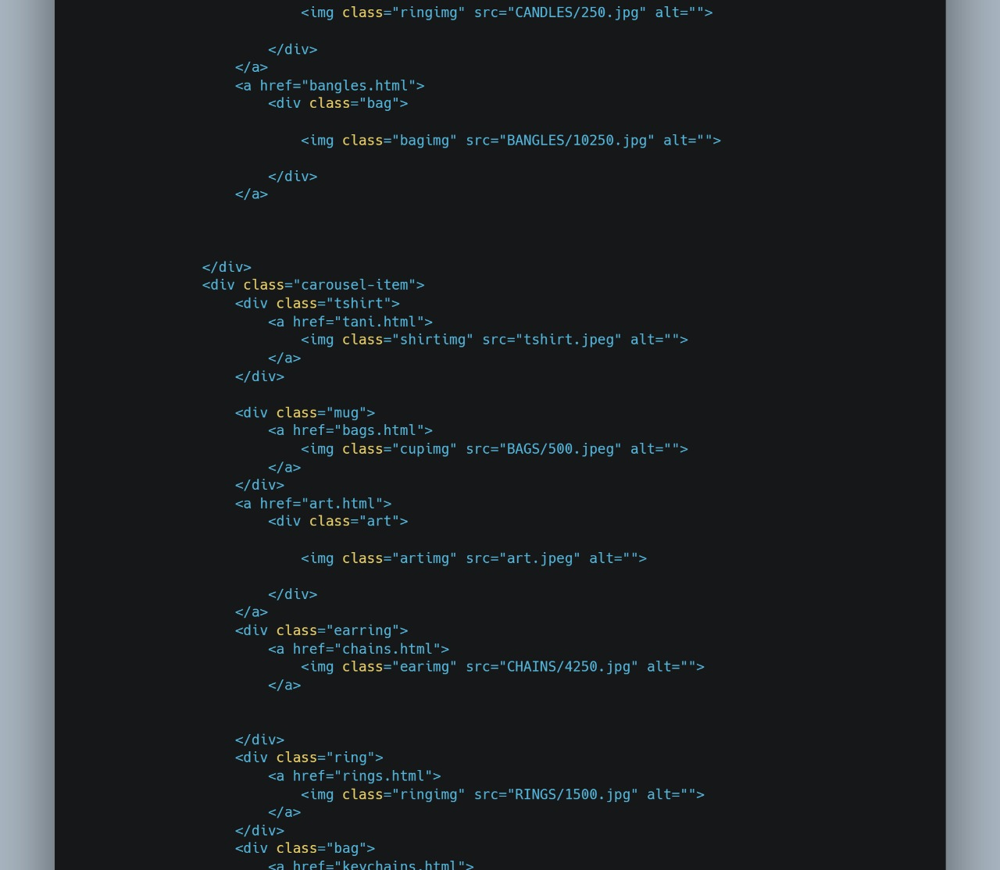 <img class="ringimg" src="CANDLES/250.jpg" alt="">
</div>
</a>
<a href="bangles.html">
<div class="bag">
<img class="bagimg" src="BANGLES/10250.jpg" alt="">
</div>
</a>
</div>
<div class="carousel-item">
<div class="tshirt">
<a href="tani.html">
<img class="shirtimg" src="tshirt.jpeg" alt="">
</a>
</div>
<div class="mug">
<a href="bags.html">
<img class="cupimg" src="BAGS/500.jpeg" alt="">
</a>
</div>
<a href="art.html">
<div class="art">
<img class="artimg" src="art.jpeg" alt="">
</div>
</a>
<div class="earring">
<a href="chains.html">
<img class="earimg" src="CHAINS/4250.jpg" alt="">
</a>
</div>
<div class="ring">
<a href="rings.html">
<img class="ringimg" src="RINGS/1500.jpg" alt="">
</a>
</div>
<div class="bag">
<a href="keychains.html">